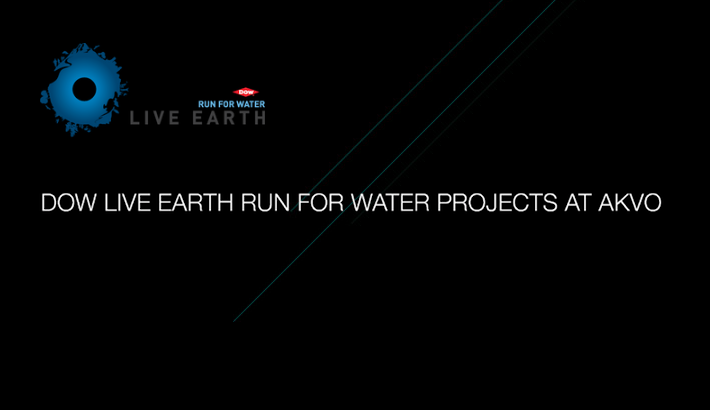 DOW
RUN FOR WATER
LIVE EARTH
DOW LIVE EARTH RUN FOR WATER PROJECTS AT AKVO